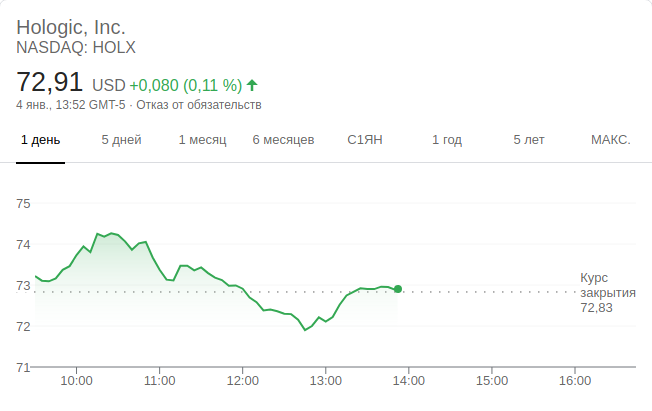 Hologic, Inc.
NASDAQ: HOLX
72,91 USD +0,080 (0,11 %)
4 янв., 13:52 GMT-5 · Отказ от обязательств
1 день 5 дней 1 месяц 6 месяцев С1ЯН 1 год 5 лет МАКС.
75
74
73
72
71
Курс
закрытия
72,83
10:00 11:00 12:00 13:00 14:00 15:00 16:00